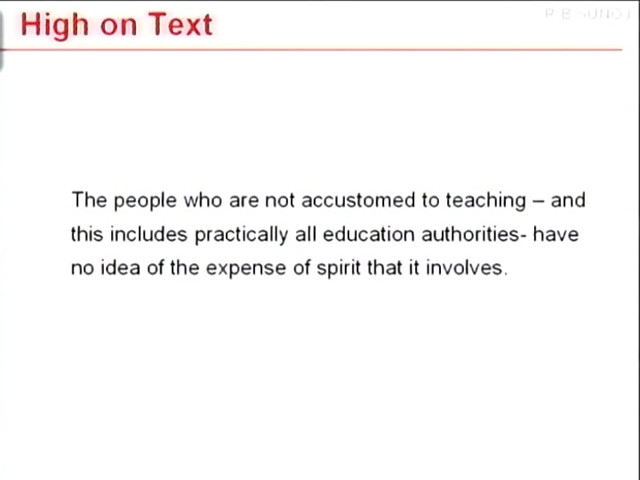 High on Text
The people who are not accustomed to teaching – and
this includes practically all education authorities- have
no idea of the expense of spirit that it involves.